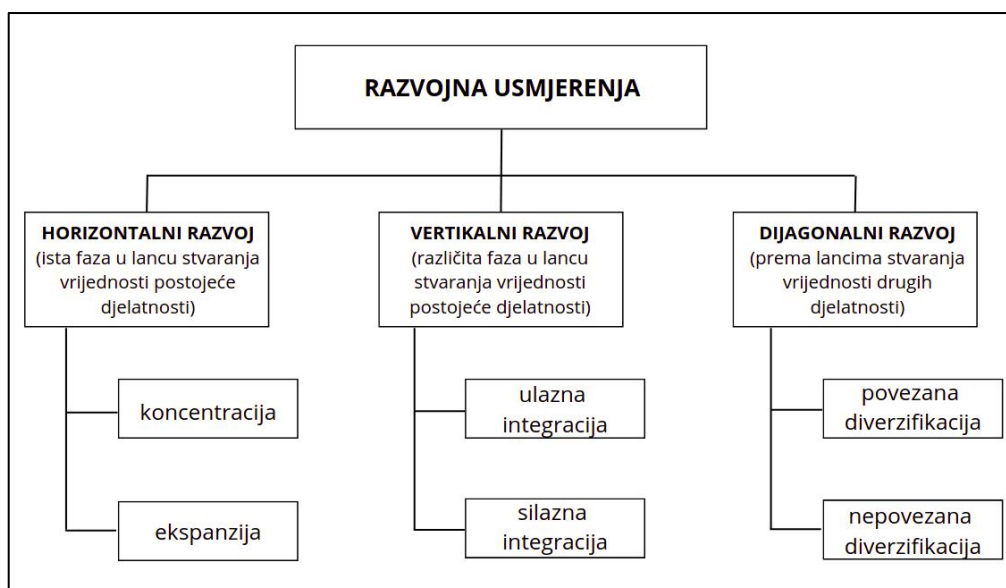 RAZVOJNA USMJERENJA
HORIZONTALNI RAZVOJ
(ista faza u lancu stvaranja
vrijednosti postojeće
djelatnosti)
koncentracija
ekspanzija
VERTIKALNI RAZVOJ
(različita faza u lancu
stvaranja vrijednosti
postojeće djelatnosti)
ulazna
integracija
silazna
integracija
DIJAGONALNI RAZVOJ
(prema lancima stvaranja
vrijednosti drugih
djelatnosti)
povezana
diverzifikacija
nepovezana
diverzifikacija